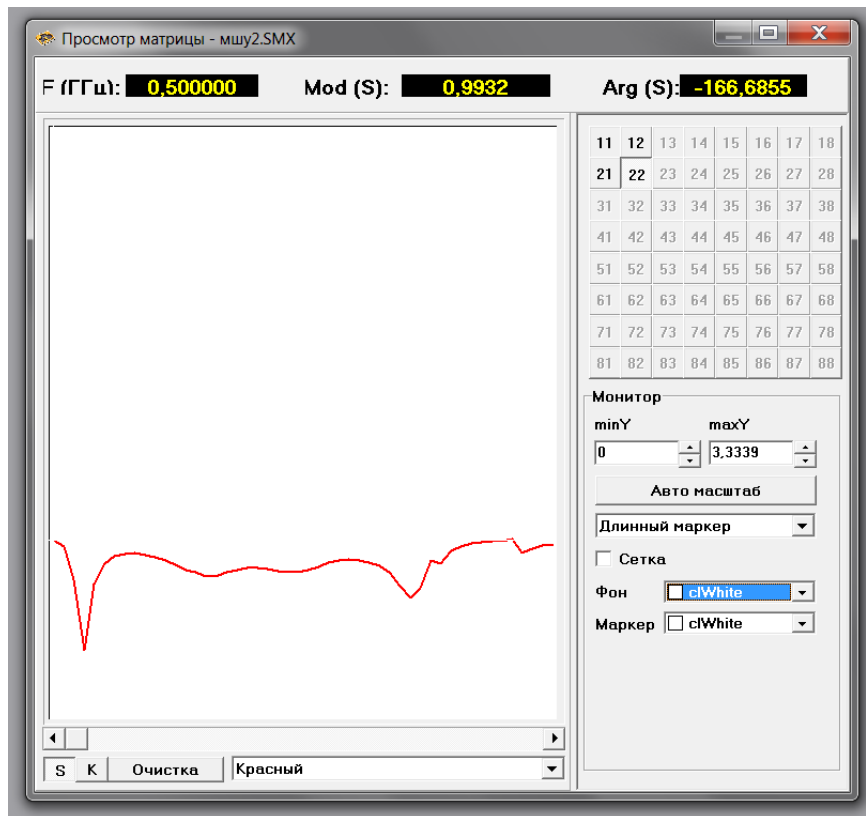 Просмотр матрицы - мшу2.SMX
F (ГГц): 0,500000 Mod (S): 0,9932 Arg (S): -166,6855
11 12 13 14 15 16 17 18
21 22 23 24 25 26 27 28
31 32 33 34 35 36 37 38
41 42 43 44 45 46 47 48
51 52 53 54 55 56 57 58
61 62 63 64 65 66 67 68
71 72 73 74 75 76 77 78
81 82 83 84 85 86 87 88
Монитор
minY maxY
0 3,3339
Авто масштаб
Длинный маркер
Сетка
Фон clWhite
Маркер clWhite
S K Очистка Красный